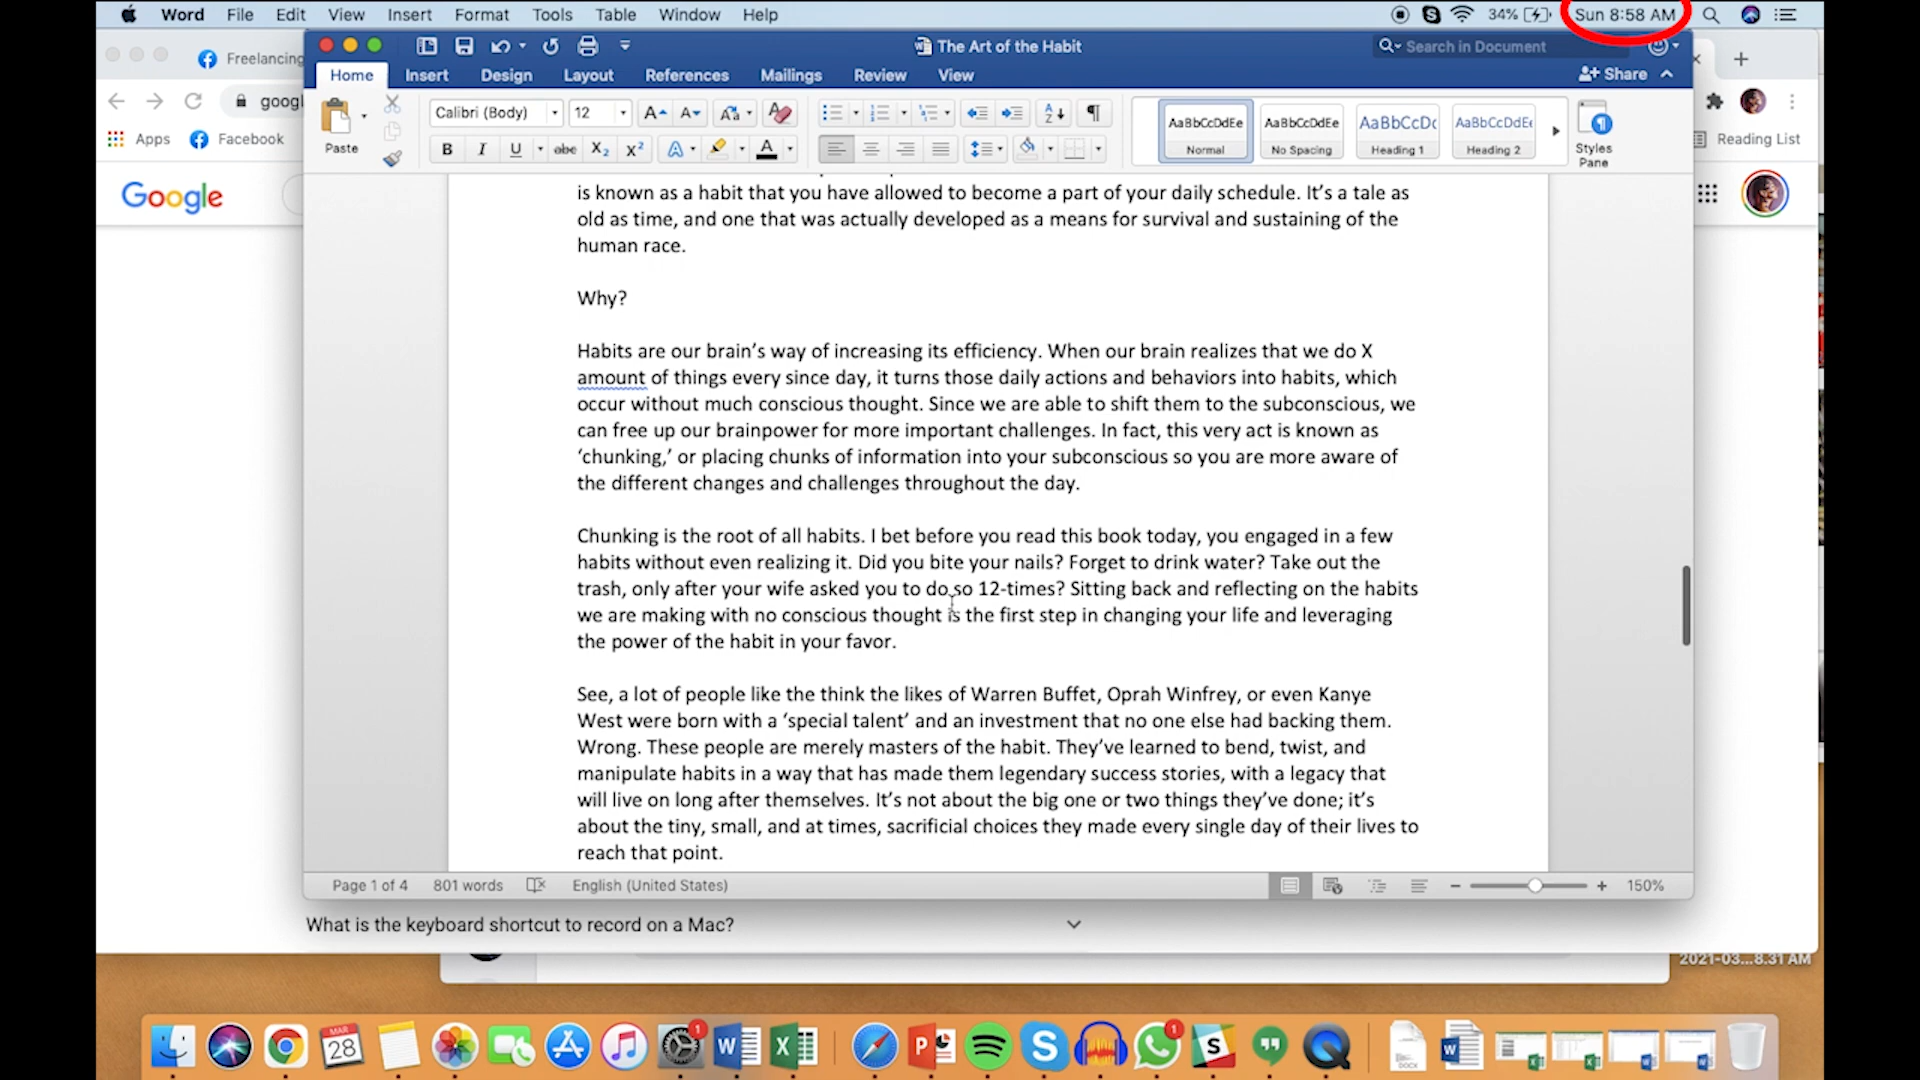 Word File Edit View Insert Format Tools Table Window Help 34% Sun 8:58 AM
Freelancing
The Art of the Habit
Search in Document
Home Insert Design Layout References Mailings Review View Share
googl
Calibri (Body) 12
AaBbCcDdEe AaBbCcDdEe AaBbCcDc AaBbCcDdEe
Normal No Spacing Heading 1 Heading 2
Paste
Styles Pane
B I U abc X₂ X² A A
Apps Facebook Reading List
Google
is known as a habit that you have allowed to become a part of your daily schedule. It's a tale as
old as time, and one that was actually developed as a means for survival and sustaining of the
human race.
Why?
Habits are our brain's way of increasing its efficiency. When our brain realizes that we do X
amount of things every since day, it turns those daily actions and behaviors into habits, which
occur without much conscious thought. Since we are able to shift them to the subconscious, we
can free up our brainpower for more important challenges. In fact, this very act is known as
'chunking,' or placing chunks of information into your subconscious so you are more aware of
the different changes and challenges throughout the day.
Chunking is the root of all habits. I bet before you read this book today, you engaged in a few
habits without even realizing it. Did you bite your nails? Forget to drink water? Take out the
trash, only after your wife asked you to do so 12-times? Sitting back and reflecting on the habits
we are making with no conscious thought is the first step in changing your life and leveraging
the power of the habit in your favor.
See, a lot of people like the think the likes of Warren Buffet, Oprah Winfrey, or even Kanye
West were born with a 'special talent' and an investment that no one else had backing them.
Wrong. These people are merely masters of the habit. They've learned to bend, twist, and
manipulate habits in a way that has made them legendary success stories, with a legacy that
will live on long after themselves. It's not about the big one or two things they've done; it's
about the tiny, small, and at times, sacrificial choices they made every single day of their lives to
reach that point.
Page 1 of 4 801 words English (United States) 150%
What is the keyboard shortcut to record on a Mac?
2021-03...8.31 AM
MAR
28
DOCX